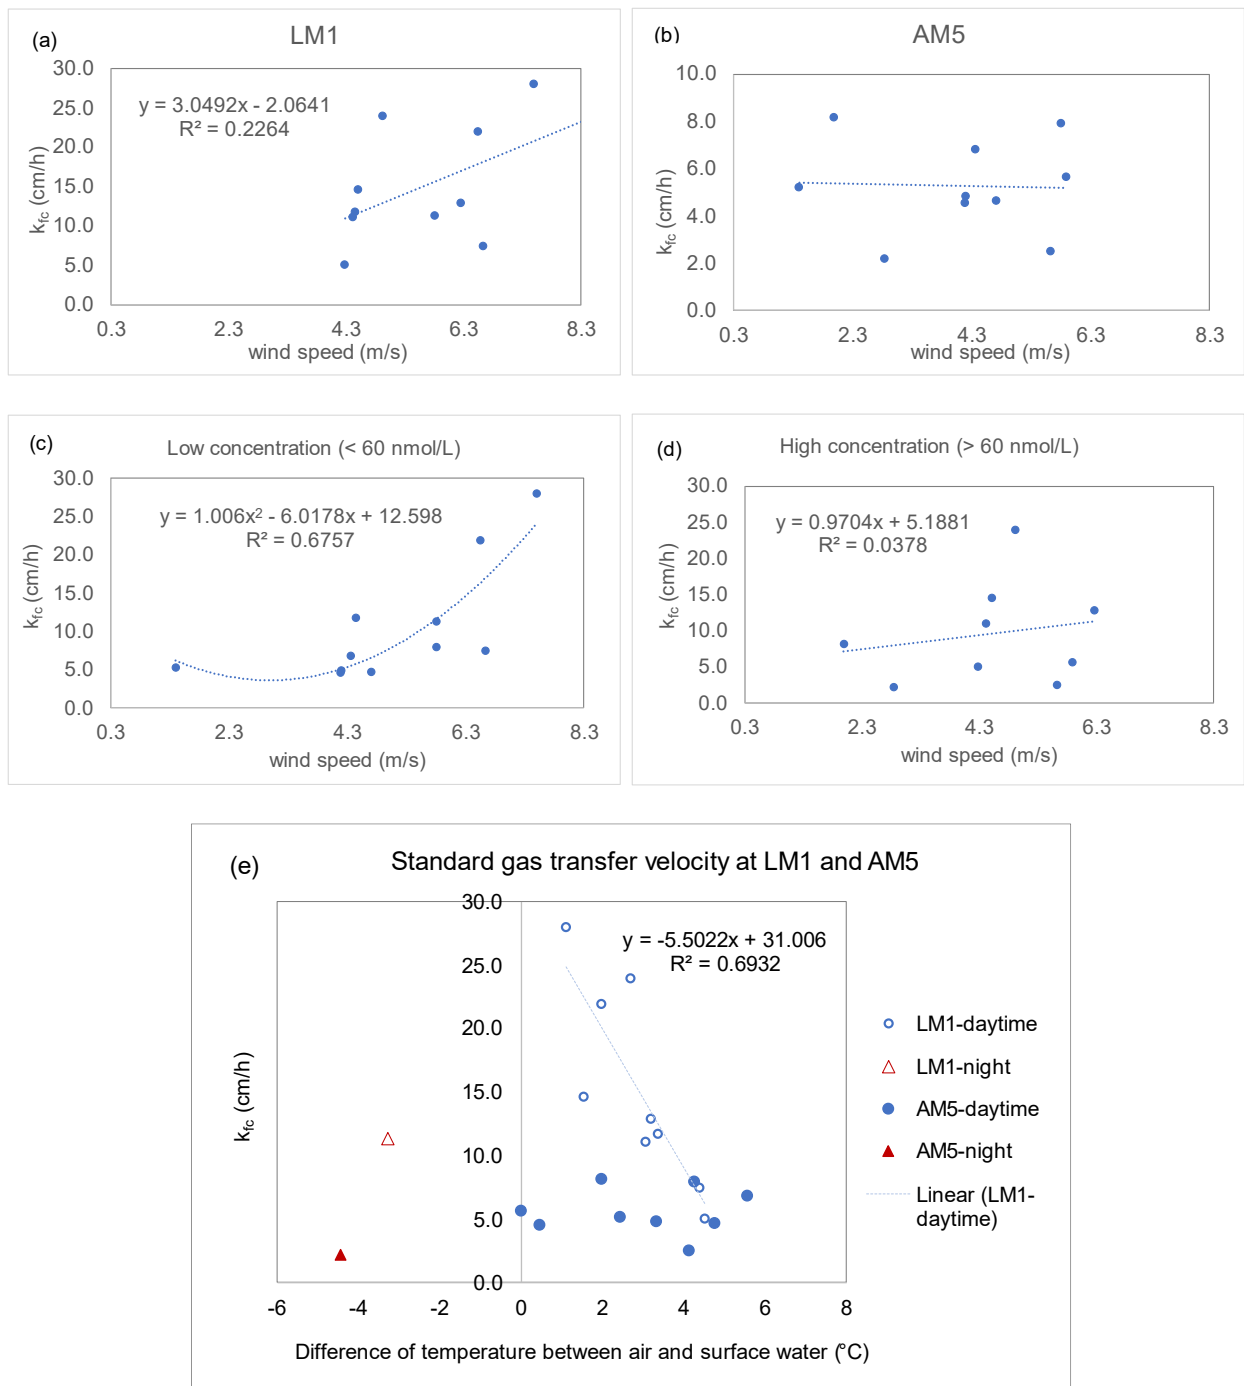 (a)
LM1
30.0
25.0
20.0
15.0
10.0
5.0
0.0
kfc (cm/h)
y = 3.0492x - 2.0641
R² = 0.2264
0.3 2.3 4.3 6.3 8.3
wind speed (m/s)
(b)
AM5
10.0
8.0
6.0
4.0
2.0
0.0
kfc (cm/h)
0.3 2.3 4.3 6.3 8.3
wind speed (m/s)
(c)
Low concentration (< 60 nmol/L)
30.0
25.0
20.0
15.0
10.0
5.0
0.0
kfc (cm/h)
y = 1.006x² - 6.0178x + 12.598
R² = 0.6757
0.3 2.3 4.3 6.3 8.3
wind speed (m/s)
(d)
High concentration (> 60 nmol/L)
30.0
25.0
20.0
15.0
10.0
5.0
0.0
kfc (cm/h)
y = 0.9704x + 5.1881
R² = 0.0378
0.3 2.3 4.3 6.3 8.3
wind speed (m/s)
(e)
Standard gas transfer velocity at LM1 and AM5
30.0
25.0
20.0
15.0
10.0
5.0
0.0
kfc (cm/h)
y = -5.5022x + 31.006
R² = 0.6932
-6 -4 -2 0 2 4 6 8
Difference of temperature between air and surface water (°C)
LM1-daytime
LM1-night
AM5-daytime
AM5-night
Linear (LM1-
daytime)